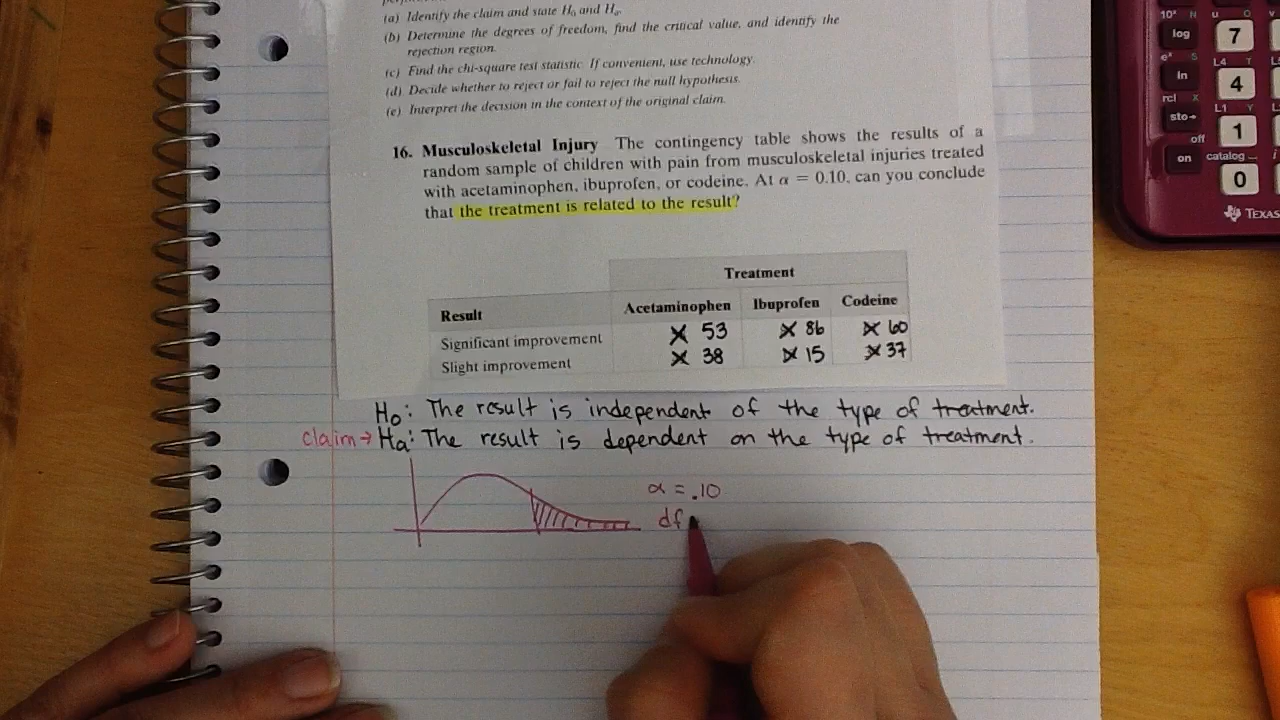 (a) Identify the claim and state H₀ and Hₐ.
(b) Determine the degrees of freedom, find the critical value, and identify the
rejection region.
(c) Find the chi-square test statistic. If convenient, use technology.
(d) Decide whether to reject or fail to reject the null hypothesis.
(e) Interpret the decision in the context of the original claim.
16. Musculoskeletal Injury The contingency table shows the results of a
random sample of children with pain from musculoskeletal injuries treated
with acetaminophen, ibuprofen, or codeine. At α = 0.10, can you conclude
that the treatment is related to the result?
Treatment
Result Acetaminophen Ibuprofen Codeine
Significant improvement 53 86 60
Slight improvement 38 15 37
H₀: The result is independent of the type of treatment.
claim → Hₐ: The result is dependent on the type of treatment.
α = .10
df
10ˣ N U O V
log 7
eˣ S L4 T
ln 4
rcl X L1 Y
sto→ 1
off catalog
on 0
TEXAS